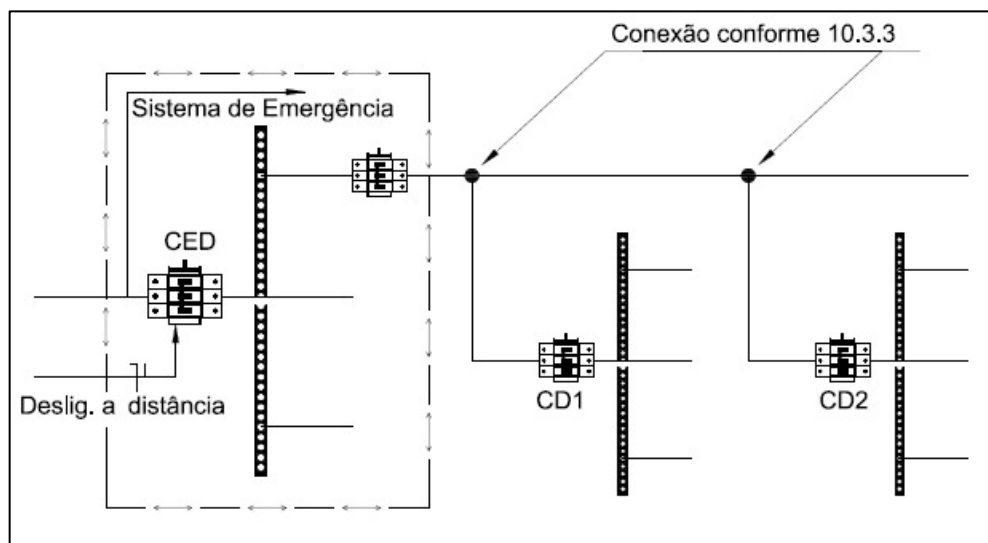 Conexão conforme 10.3.3
Sistema de Emergência
CED
Deslig. a distância
CD1
CD2